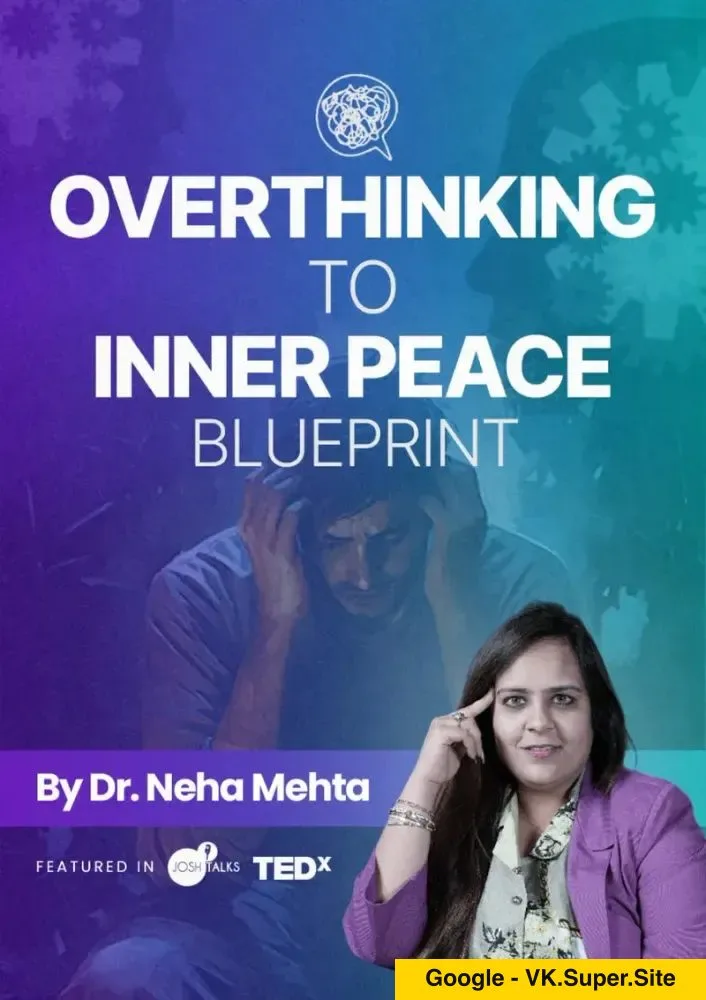 OVERTHINKING
TO
INNER PEACE
BLUEPRINT
By Dr. Neha Mehta
FEATURED IN JOSH TALKS TEDx
Google - VK.Super.Site